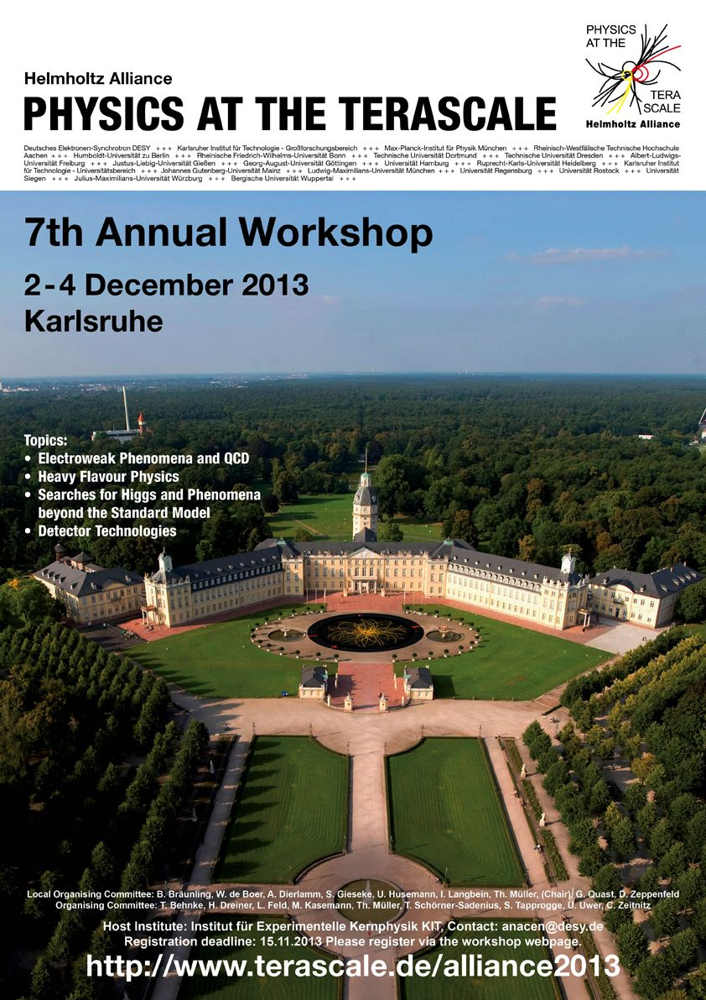 PHYSICS
AT THE
TERA
SCALE
Helmholtz Alliance
Helmholtz Alliance
PHYSICS AT THE TERASCALE
Deutsches Elektronen-Synchrotron DESY +++ Karlsruher Institut für Technologie - Großforschungsbereich +++ Max-Planck-Institut für Physik München +++ Rheinisch-Westfälische Technische Hochschule
Aachen +++ Humboldt-Universität zu Berlin +++ Rheinische Friedrich-Wilhelms-Universität Bonn +++ Technische Universität Dortmund +++ Technische Universität Dresden +++ Albert-Ludwigs-
Universität Freiburg +++ Justus-Liebig-Universität Gießen +++ Georg-August-Universität Göttingen +++ Universität Hamburg +++ Ruprecht-Karls-Universität Heidelberg +++ Karlsruher Institut
für Technologie - Universitätsbereich +++ Johannes Gutenberg-Universität Mainz +++ Ludwig-Maximilians-Universität München +++ Universität Regensburg +++ Universität Rostock +++ Universität
Siegen +++ Julius-Maximilians-Universität Würzburg +++ Bergische Universität Wuppertal +++
7th Annual Workshop
2-4 December 2013
Karlsruhe
Topics:
• Electroweak Phenomena and QCD
• Heavy Flavour Physics
• Searches for Higgs and Phenomena
beyond the Standard Model
• Detector Technologies
Local Organising Committee: B. Bräunling, W. de Boer, A. Dierlamm, S. Gieseke, U. Husemann, I. Langbein, Th. Müller, (Chair), G. Quast, D. Zeppenfeld
Organising Committee: T. Behnke, H. Dreiner, L. Feld, M. Kasemann, Th. Müller, T. Schörner-Sadenius, S. Tapprogge, U. Uwer, C. Zeitnitz
Host Institute: Institut für Experimentelle Kernphysik KIT, Contact: anacen@desy.de
Registration deadline: 15.11.2013 Please register via the workshop webpage.
http://www.terascale.de/alliance2013